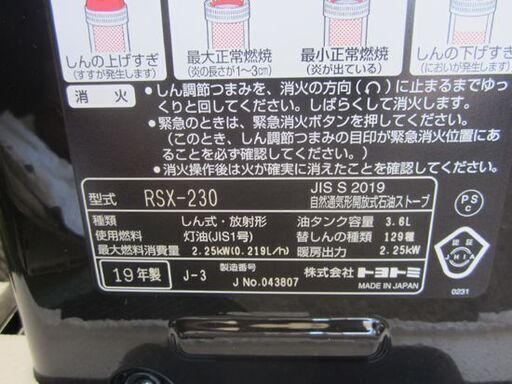 しんの上げすぎ
(すすが発生します)
最大正常燃焼
(炎の長さが1〜3cm)
最小正常燃焼
(炎が出ている)
しんの下げすぎ
(においが発生します)
消火
●しん調節つまみを、消火の方向()に止まるまでゆっ
くりと回してください。しばらくして消火します。
●緊急のときは、緊急消火ボタンを押してください。
(このとき、しん調節つまみの目印が緊急消火位置にあ
ることを必ず確認してください。)
●消火操作後は火が確実に消えたことを確認してください。
型式 RSX-230
JIS S 2019
自然通気形開放式石油ストーブ
PS
C
種類 しん式・放射形 油タンク容量 3.6L
使用燃料 灯油(JIS1号) 替しんの種類 129種
最大燃料消費量 2.25kW(0.219L/h) 暖房出力 2.25kW
19年製 J-3 製造番号
J No.043807
株式会社トヨトミ
MADE IN JAPAN
認証
JHIA
0231